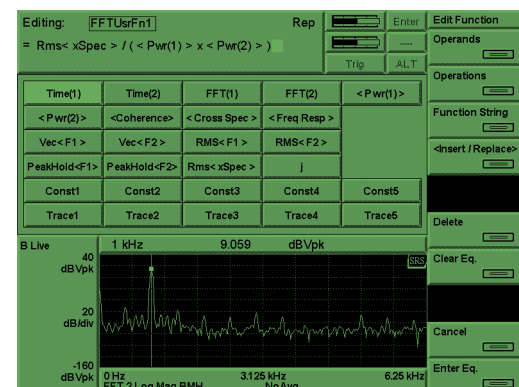 Editing: FFTUsrFn1 Rep Enter Edit Function
= Rms< xSpec > / ( < Pwr(1) > x < Pwr(2) > )
Trig ALT
Operands
Operations
Function String
<Insert / Replace>
Delete
Clear Eq.
Cancel
Enter Eq.
Time(1) Time(2) FFT(1) FFT(2) < Pwr(1) >
< Pwr(2) > <Coherence> < Cross Spec > < Freq Resp >
Vec< F1 > Vec< F2 > RMS< F1 > RMS< F2 >
PeakHold<F1> PeakHold<F2> Rms< xSpec > j
Const1 Const2 Const3 Const4 Const5
Trace1 Trace2 Trace3 Trace4 Trace5
B Live 1 kHz 9.059 dBVpk
40
dBVpk
SRS
20
dB/div
-160
dBVpk
0 Hz 3.125 kHz 6.25 kHz
FFT 2 Log Mag BMH NoAvg